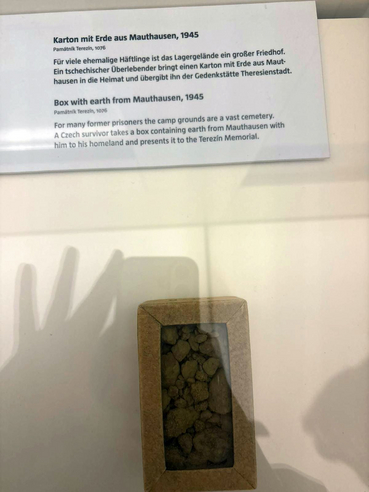 Karton mit Erde aus Mauthausen, 1945
Památník Terezín, 1076
Für viele ehemalige Häftlinge ist das Lagergelände ein großer Friedhof.
Ein tschechischer Überlebender bringt einen Karton mit Erde aus Maut-
hausen in die Heimat und übergibt ihn der Gedenkstätte Theresienstadt.
Box with earth from Mauthausen, 1945
Památník Terezín, 1076
For many former prisoners the camp grounds are a vast cemetery.
A Czech survivor takes a box containing earth from Mauthausen with
him to his homeland and presents it to the Terezín Memorial.